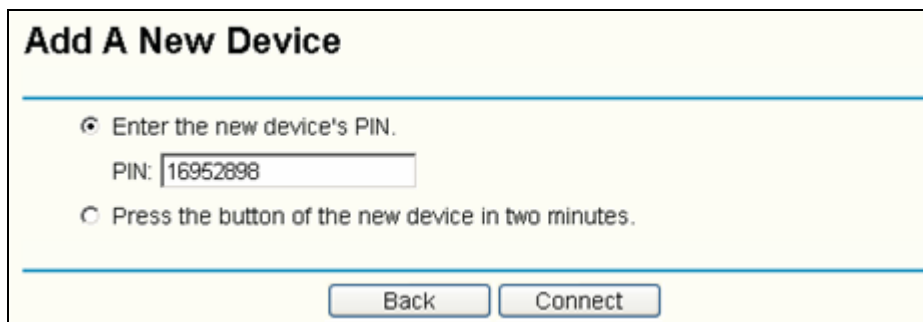 Add A New Device
Enter the new device's PIN.
PIN: 16952898
Press the button of the new device in two minutes.
Back Connect